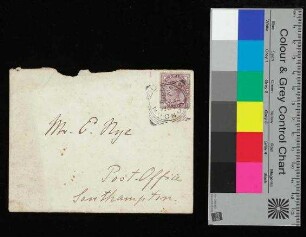 Mr. E. Nye
Post Office
Southampton.
Colour & Grey Control Chart